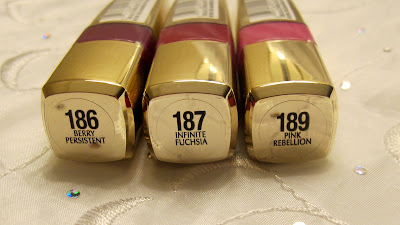 186
BERRY
PERSISTENT
187
INFINITE
FUCHSIA
189
PINK
REBELLION